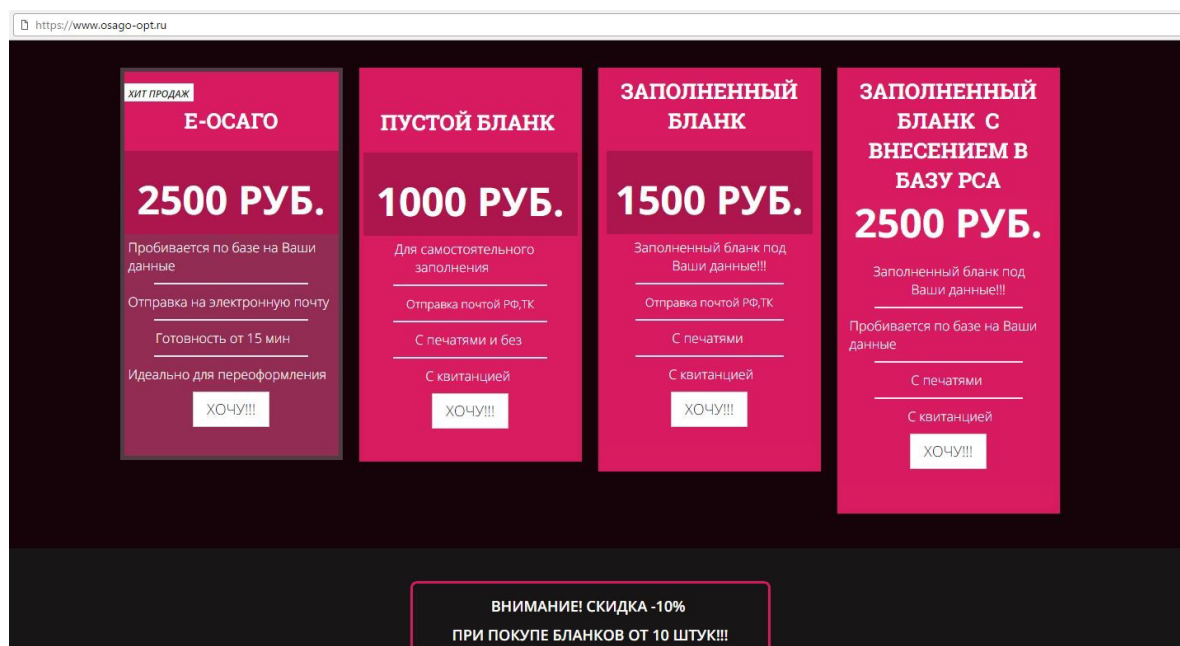 https://www.osago-opt.ru
ХИТ ПРОДАЖ
Е-ОСАГО
2500 РУБ.
Пробивается по базе на Ваши
данные
Отправка на электронную почту
Готовность от 15 мин
Идеально для переоформления
ХОЧУ!!!
ПУСТОЙ БЛАНК
1000 РУБ.
Для самостоятельного
заполнения
Отправка почтой РФ,ТК
С печатями и без
С квитанцией
ХОЧУ!!!
ЗАПОЛНЕННЫЙ
БЛАНК
1500 РУБ.
Заполненный бланк под
Ваши данные!!!
Отправка почтой РФ,ТК
С печатями
С квитанцией
ХОЧУ!!!
ЗАПОЛНЕННЫЙ
БЛАНК С
ВНЕСЕНИЕМ В
БАЗУ РСА
2500 РУБ.
Заполненный бланк под
Ваши данные!!!
Пробивается по базе на Ваши
данные
С печатями
С квитанцией
ХОЧУ!!!
ВНИМАНИЕ! СКИДКА -10%
ПРИ ПОКУПЕ БЛАНКОВ ОТ 10 ШТУК!!!